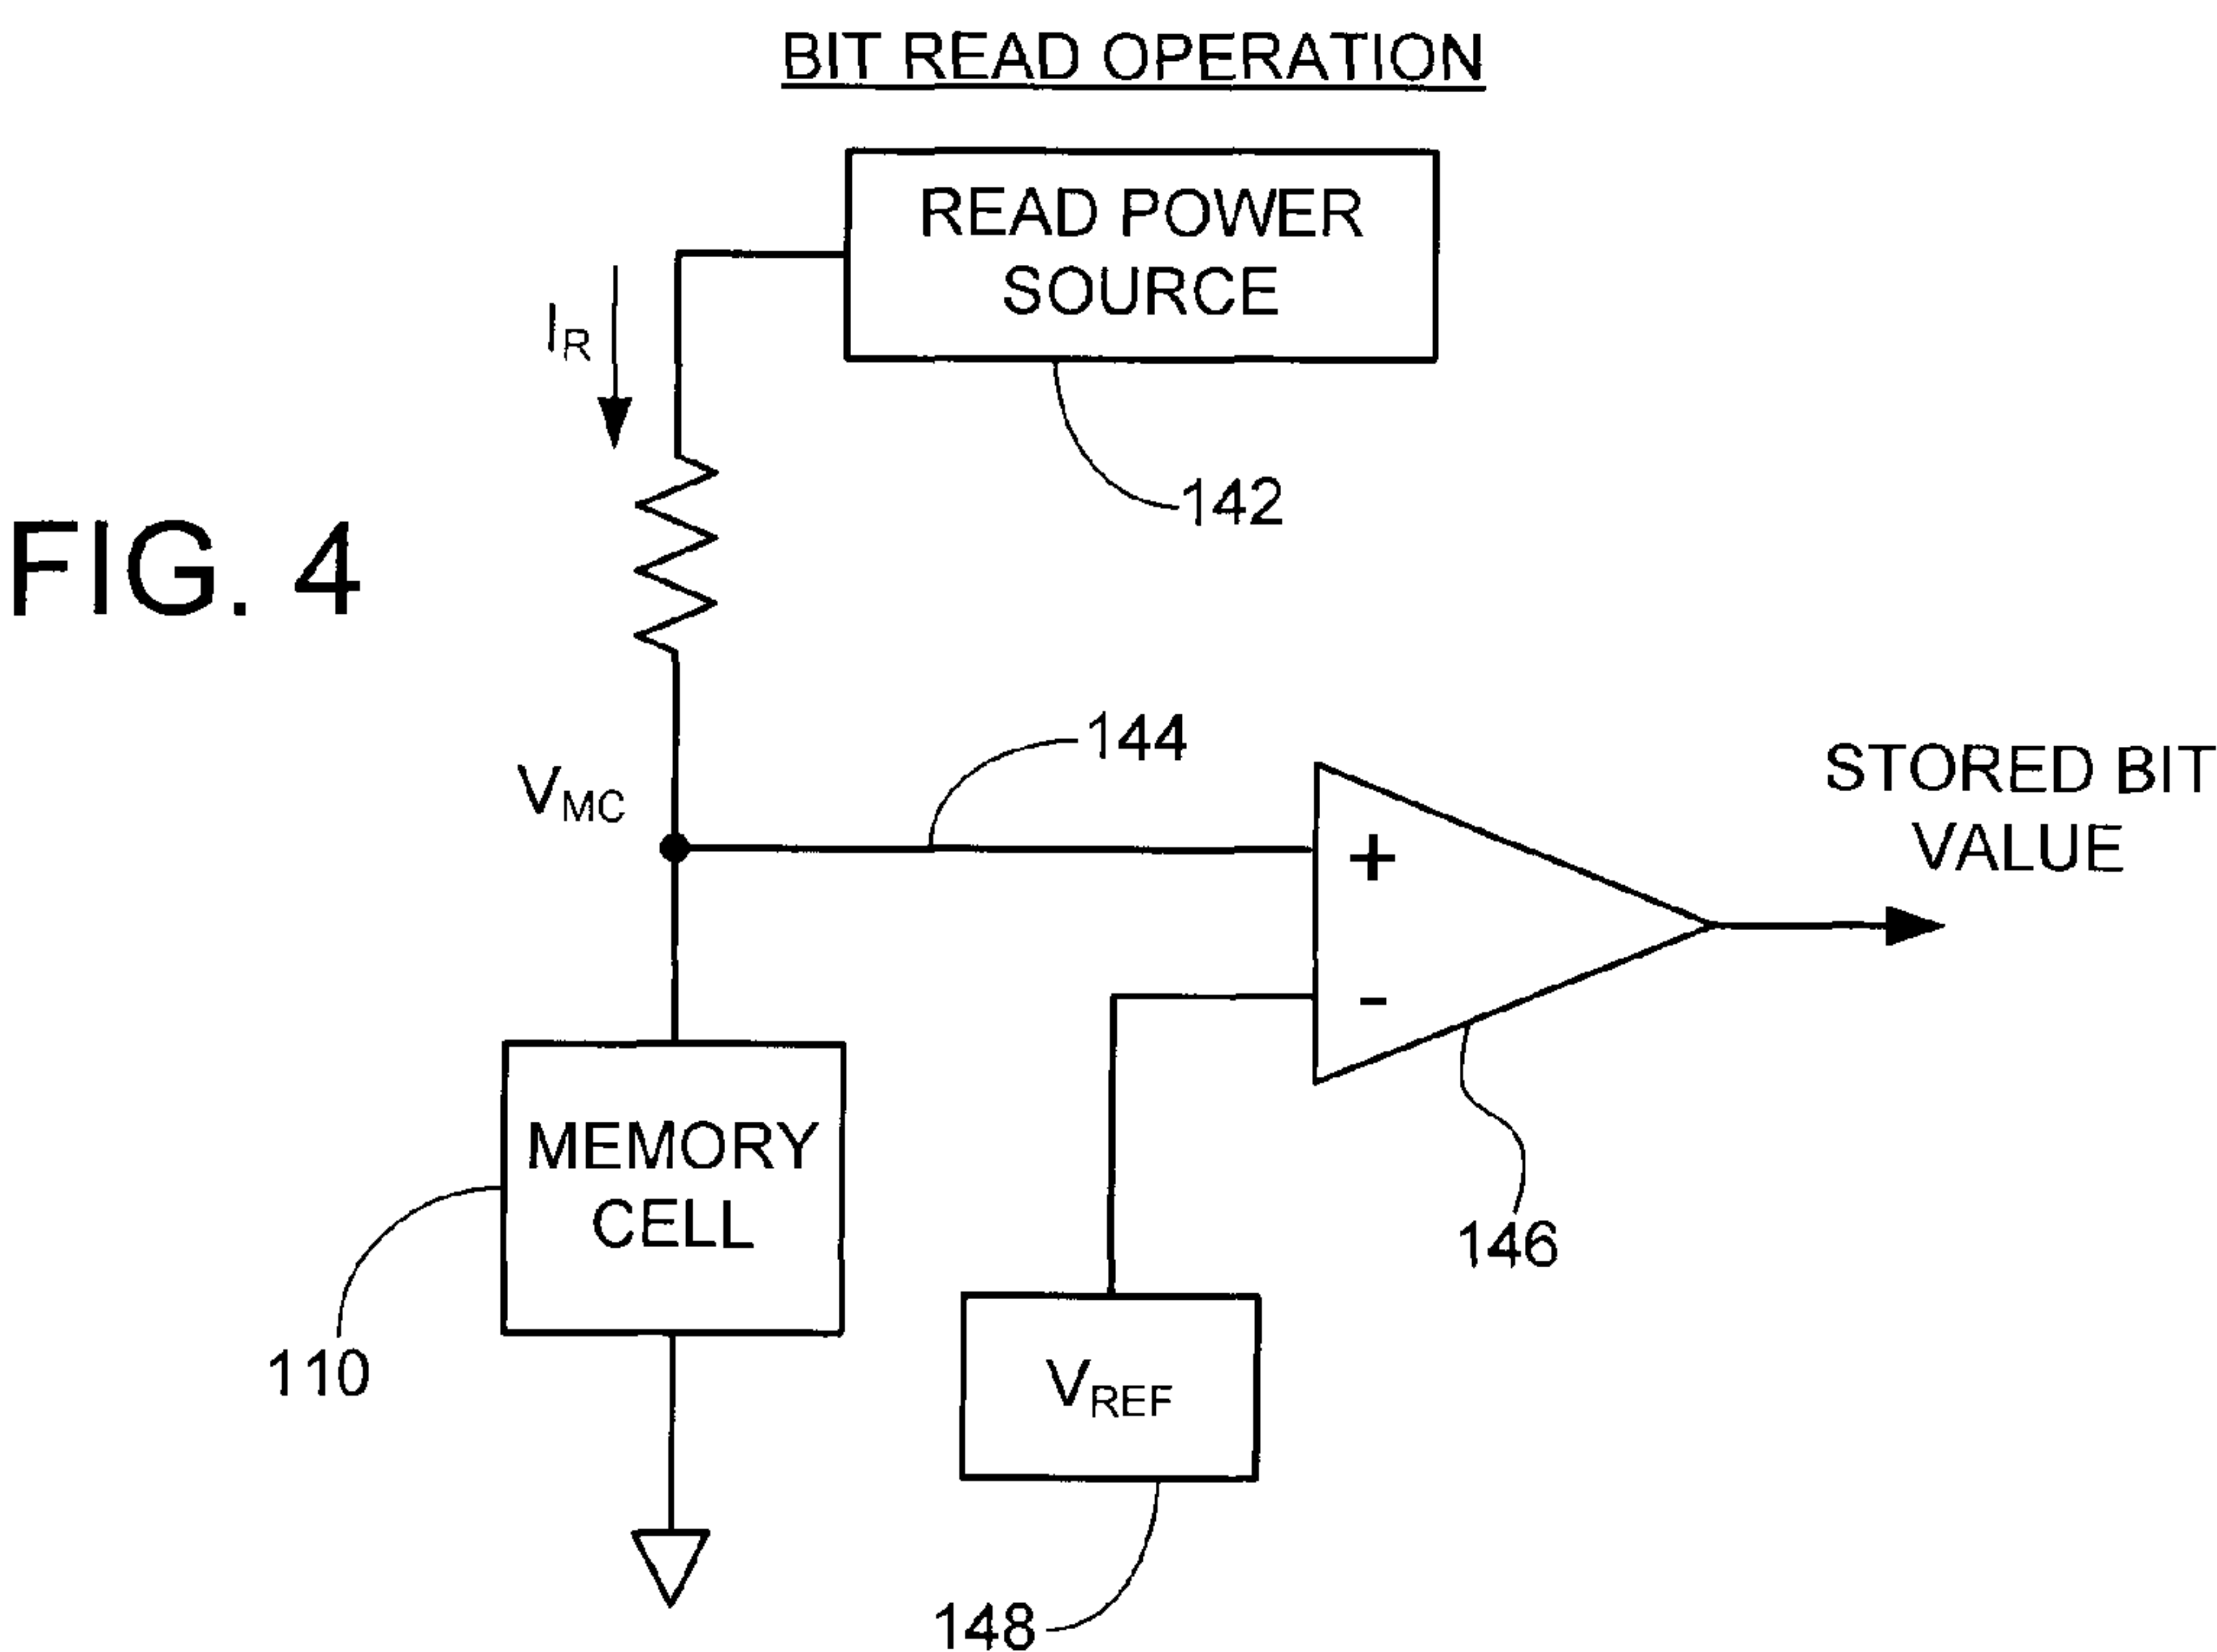 BIT READ OPERATION
READ POWER
SOURCE
I_R
142
FIG. 4
144
V_MC
STORED BIT
VALUE
+
-
MEMORY
CELL
146
110
V_REF
148